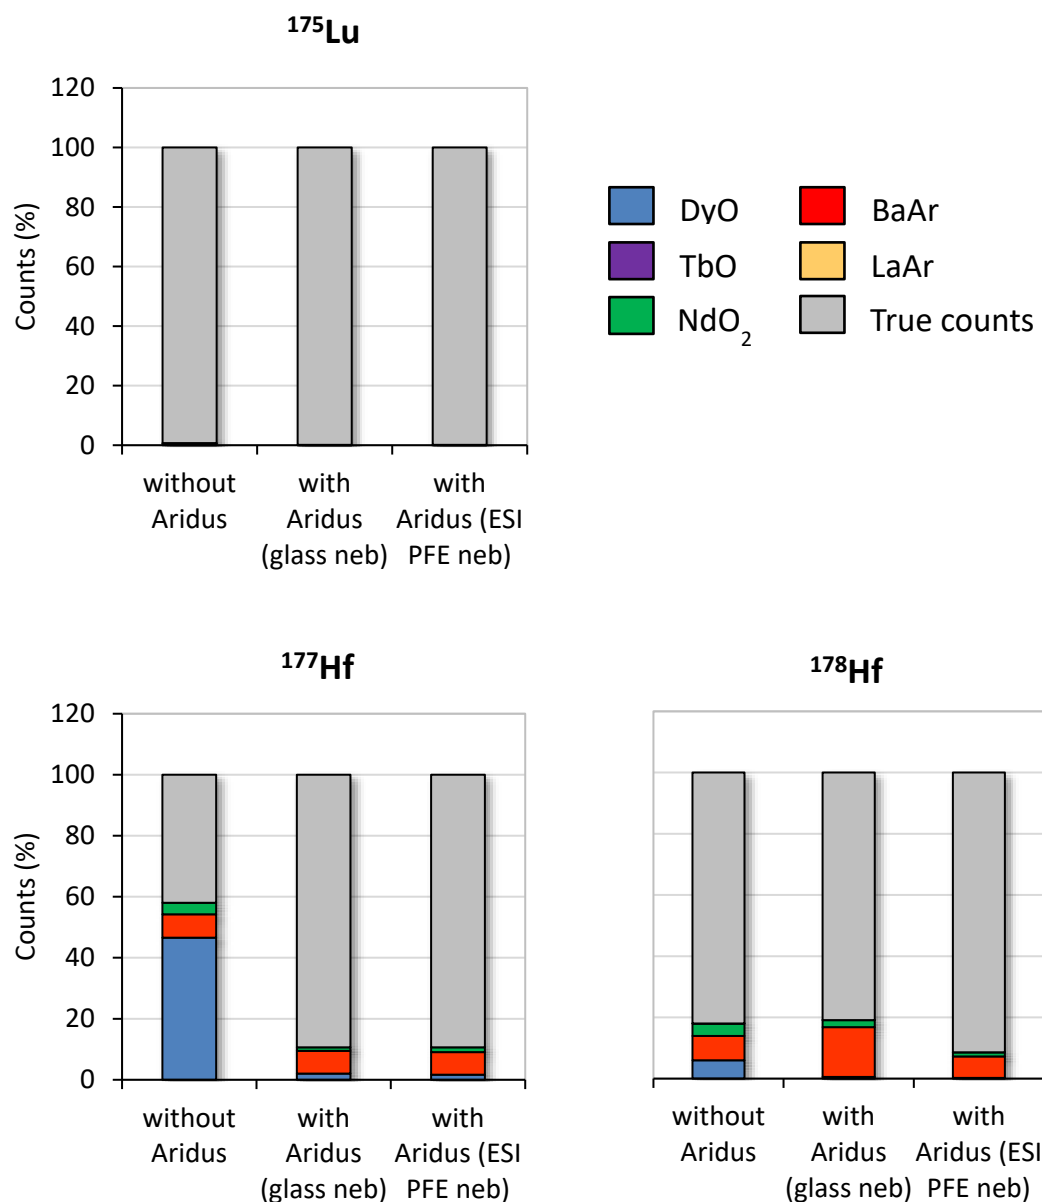 ¹⁷⁵Lu
120
100
80
60
40
20
0
Counts (%)
without
Aridus
with
Aridus
(glass neb)
with
Aridus (ESI
PFE neb)
DyO
BaAr
TbO
LaAr
NdO₂
True counts
¹⁷⁷Hf
120
100
80
60
40
20
0
Counts (%)
without
Aridus
with
Aridus
(glass neb)
with
Aridus (ESI
PFE neb)
¹⁷⁸Hf
without
Aridus
with
Aridus
(glass neb)
with
Aridus (ESI
PFE neb)